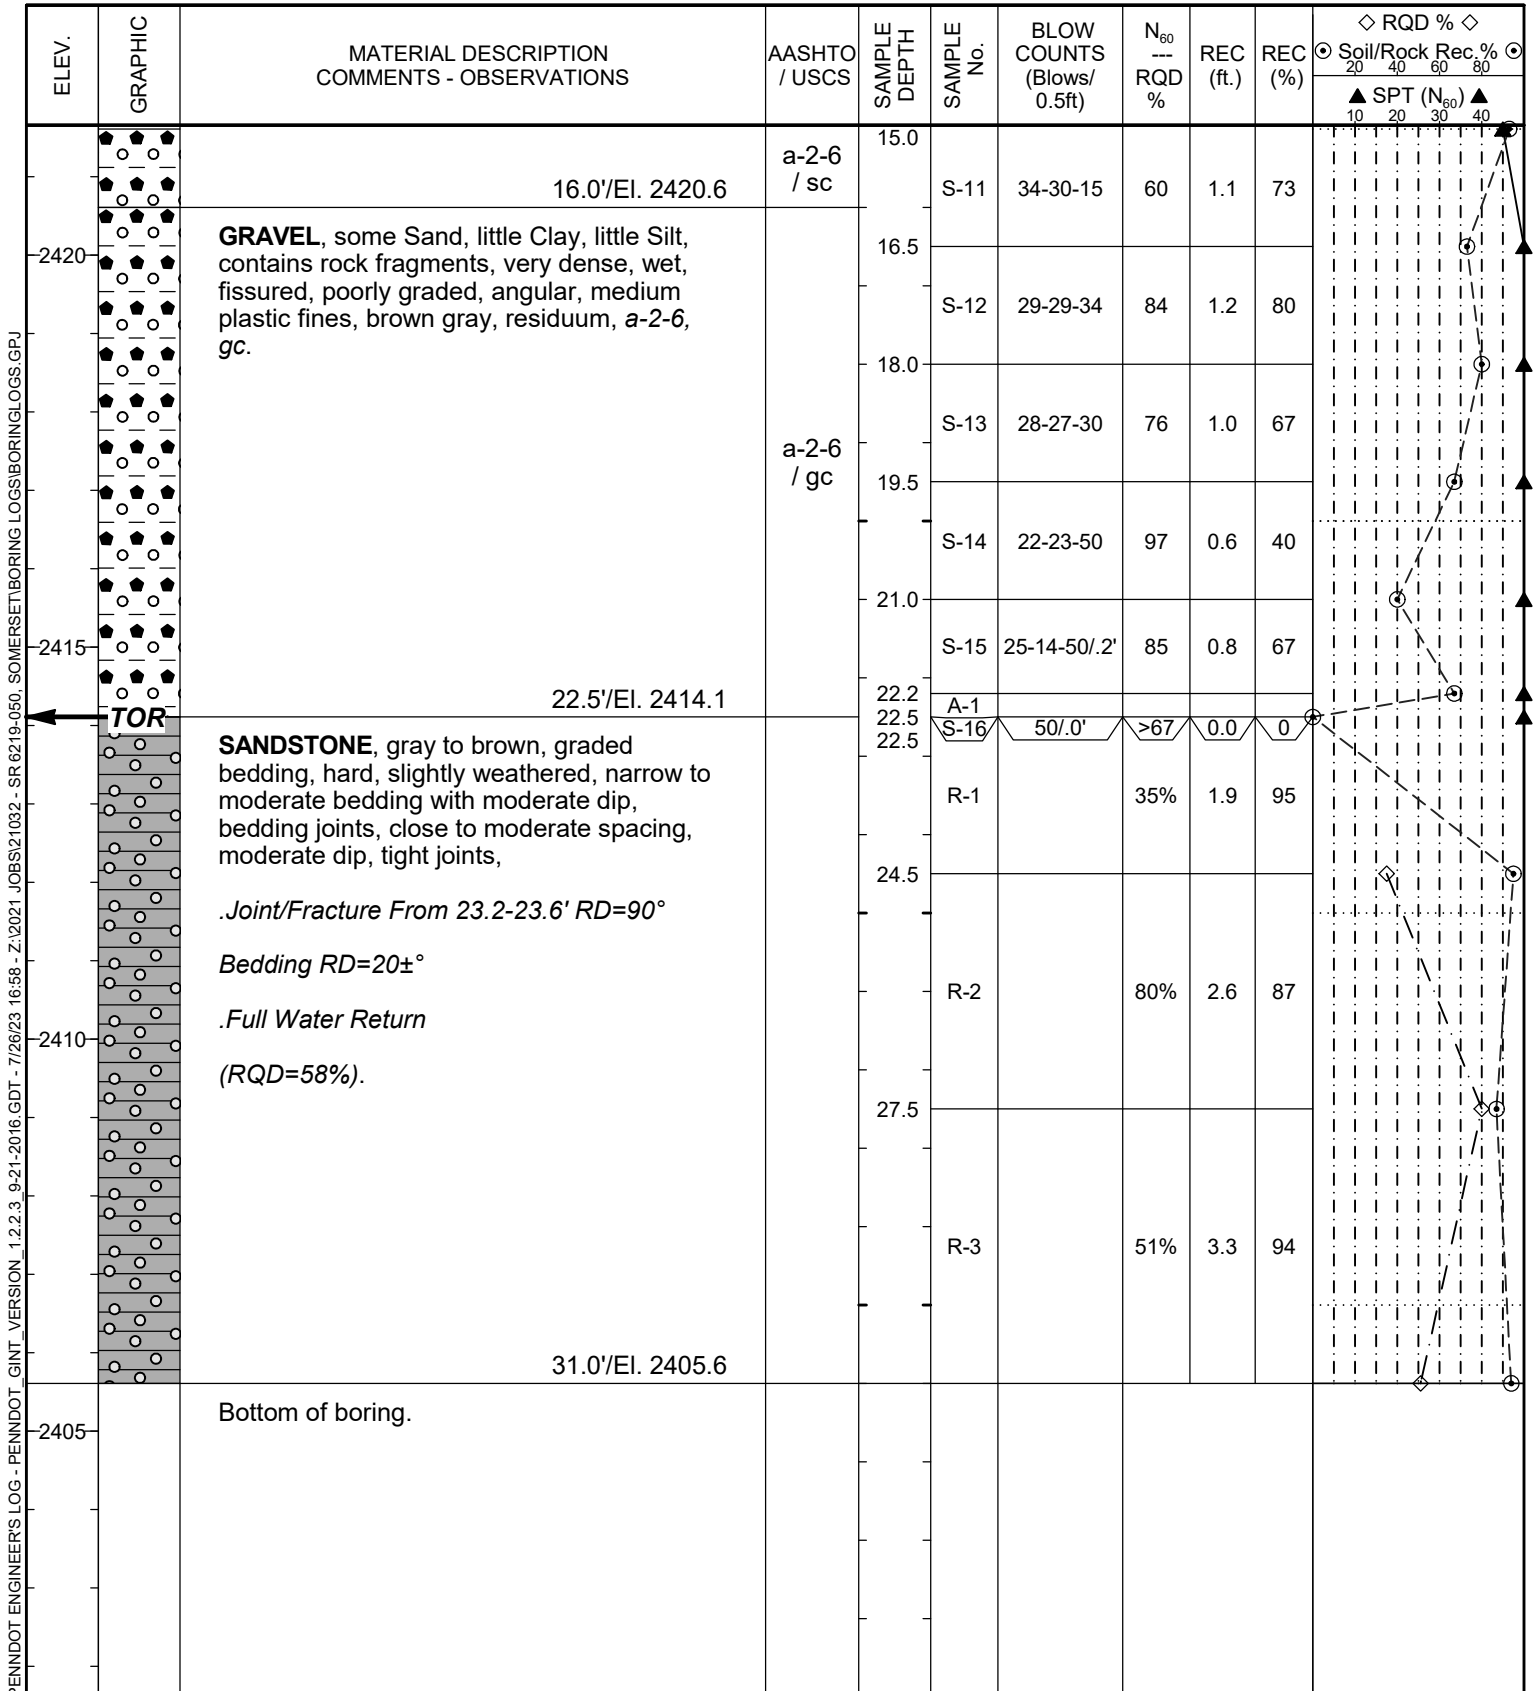 ELEV.
GRAPHIC
MATERIAL DESCRIPTION
COMMENTS - OBSERVATIONS
AASHTO
/ USCS
SAMPLE
DEPTH
SAMPLE
No.
BLOW
COUNTS
(Blows/
0.5ft)
N60
---
RQD
%
REC
(ft.)
REC
(%)
RQD %
Soil/Rock Rec.%
20 40 60 80
SPT (N60)
10 20 30 40
15.0
a-2-6
/ sc
16.0'/El. 2420.6
S-11 34-30-15 60 1.1 73
2420
GRAVEL, some Sand, little Clay, little Silt,
contains rock fragments, very dense, wet,
fissured, poorly graded, angular, medium
plastic fines, brown gray, residuum, a-2-6,
gc.
a-2-6
/ gc
16.5
S-12 29-29-34 84 1.2 80
18.0
S-13 28-27-30 76 1.0 67
19.5
S-14 22-23-50 97 0.6 40
21.0
2415
S-15 25-14-50/.2' 85 0.8 67
22.2
22.5'/El. 2414.1
A-1
TOR
22.5
S-16 50/.0' >67 0.0 0
22.5
SANDSTONE, gray to brown, graded
bedding, hard, slightly weathered, narrow to
moderate bedding with moderate dip,
bedding joints, close to moderate spacing,
moderate dip, tight joints,
R-1 35% 1.9 95
24.5
.Joint/Fracture From 23.2-23.6' RD=90°
Bedding RD=20±°
R-2 80% 2.6 87
.Full Water Return
2410
(RQD=58%).
27.5
R-3 51% 3.3 94
31.0'/El. 2405.6
Bottom of boring.
2405
PENNDOT ENGINEER'S LOG - PENNDOT_GINT_VERSION_1.2.2.3_9-21-2016.GDT - 7/26/23 16:58 - Z:\2021 JOBS\21032 - SR 6219-050, SOMERSET\BORING LOGS\BORINGLOGS.GPJ